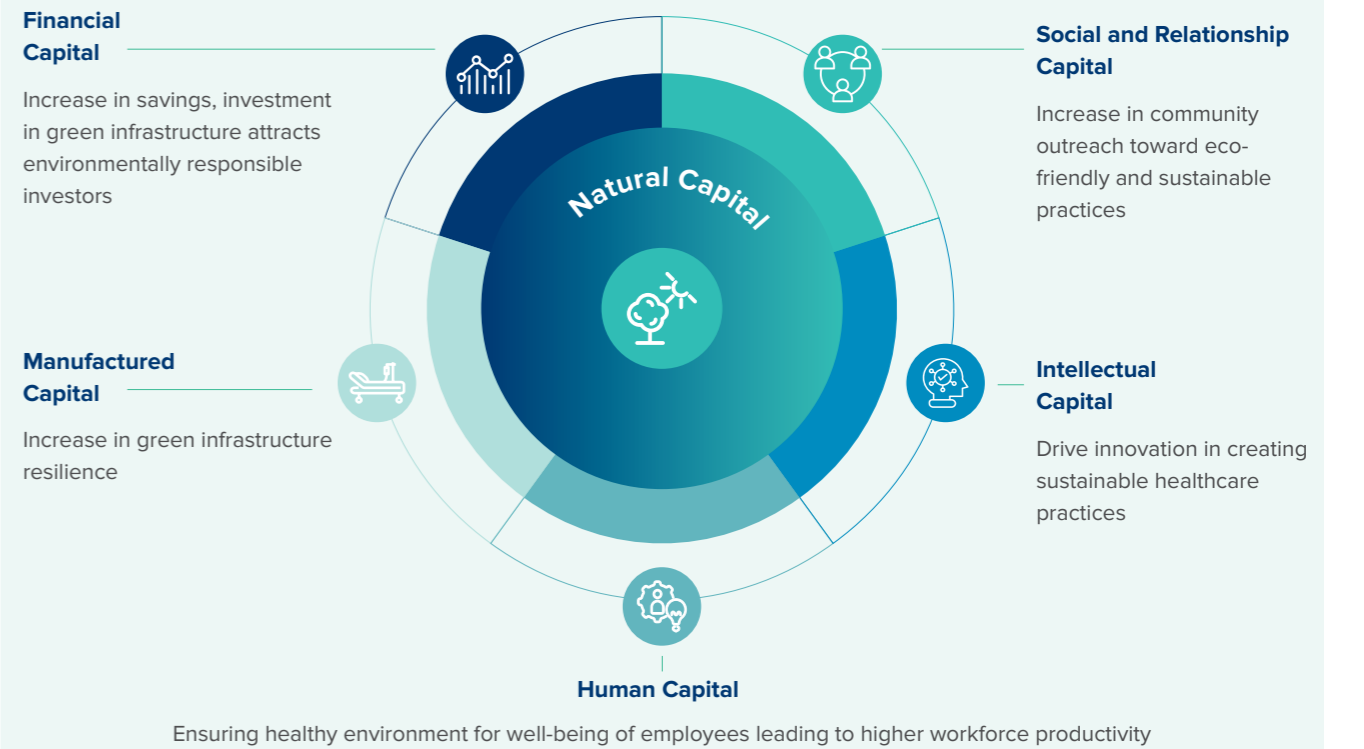 Financial
Capital
Increase in savings, investment
in green infrastructure attracts
environmentally responsible
investors
Social and Relationship
Capital
Increase in community
outreach toward eco-
friendly and sustainable
practices
Natural Capital
Manufactured
Capital
Increase in green infrastructure
resilience
Intellectual
Capital
Drive innovation in creating
sustainable healthcare
practices
Human Capital
Ensuring healthy environment for well-being of employees leading to higher workforce productivity